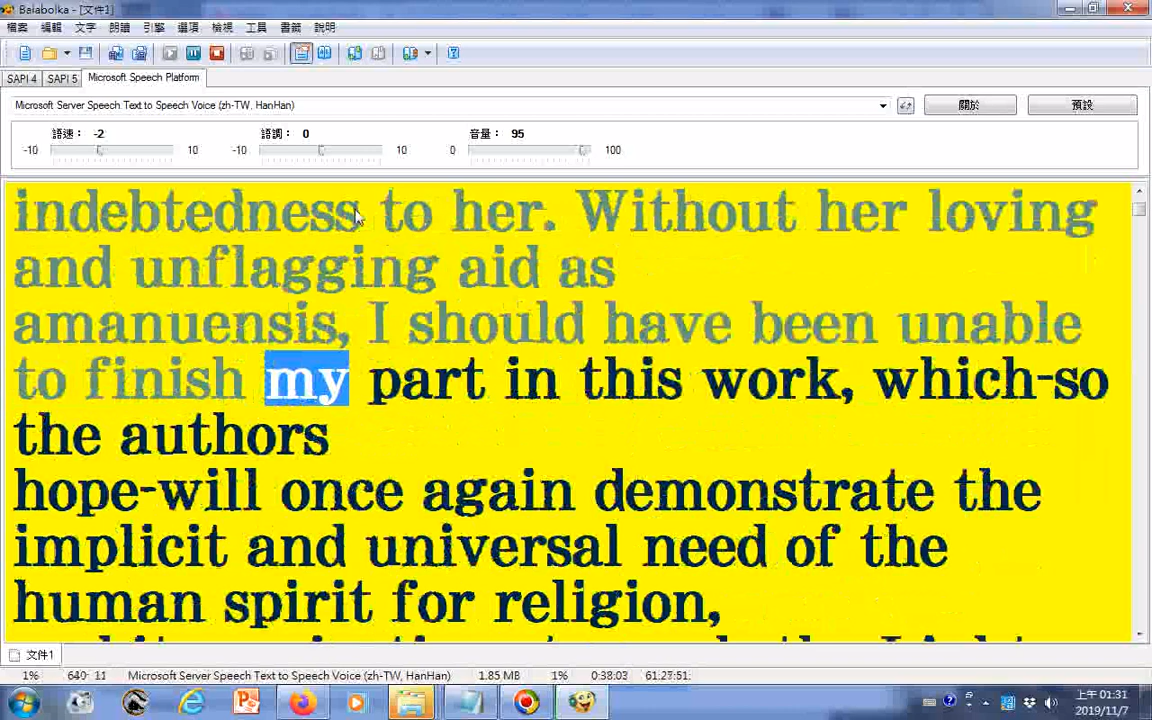 Balabolka - [文件1]
檔案 編輯 文字 朗讀 引擎 選項 檢視 工具 書籤 說明
SAPI 4 SAPI 5 Microsoft Speech Platform
Microsoft Server Speech Text to Speech Voice (zh-TW, HanHan) 關於 預設
語速： -2 語調： 0 音量： 95
-10 10 -10 10 0 100
indebtedness to her. Without her loving
and unflagging aid as
amanuensis, I should have been unable
to finish my part in this work, which-so
the authors
hope-will once again demonstrate the
implicit and universal need of the
human spirit for religion,
文件1
1% 640: 11 Microsoft Server Speech Text to Speech Voice (zh-TW, HanHan) 1.85 MB 1% 0:38:03 61:27:51
上午 01:31
2019/11/7